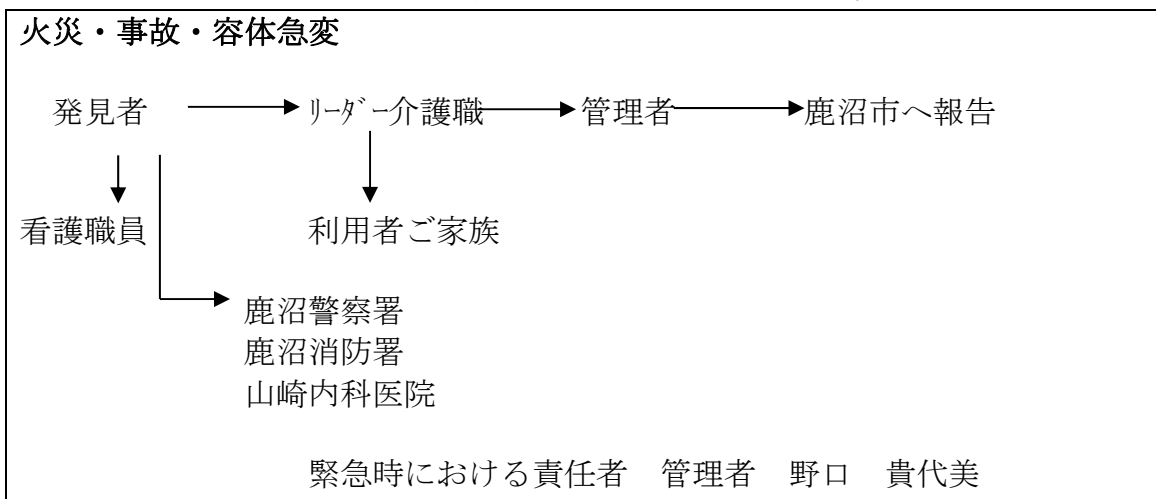 火災・事故・容体急変
発見者 ﾘｰﾀﾞｰ介護職 管理者 鹿沼市へ報告
看護職員 利用者ご家族
鹿沼警察署
鹿沼消防署
山崎内科医院
緊急時における責任者　管理者　野口　貴代美